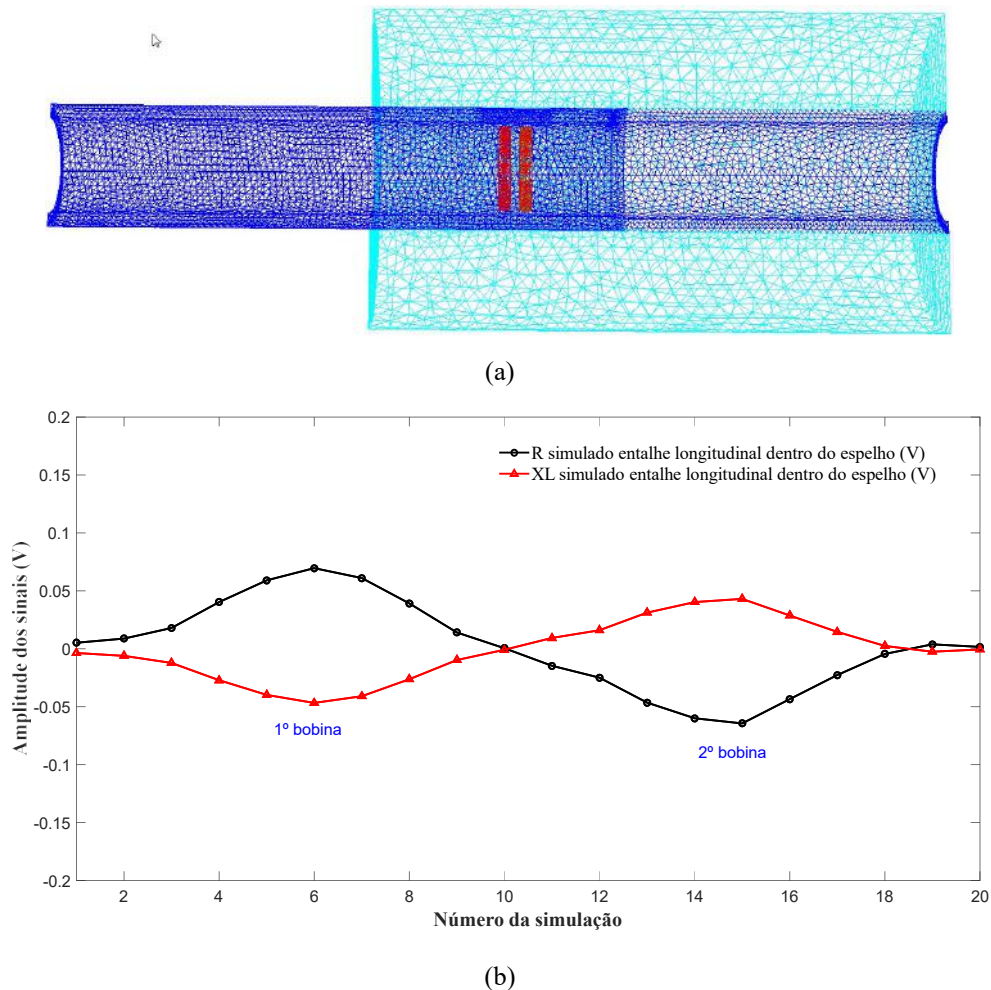 (a)
0.2
0.15
0.1
0.05
0
-0.05
-0.1
-0.15
-0.2
Amplitude dos sinais (V)
R simulado entalhe longitudinal dentro do espelho (V)
XL simulado entalhe longitudinal dentro do espelho (V)
1º bobina
2º bobina
2 4 6 8 10 12 14 16 18 20
Número da simulação
(b)